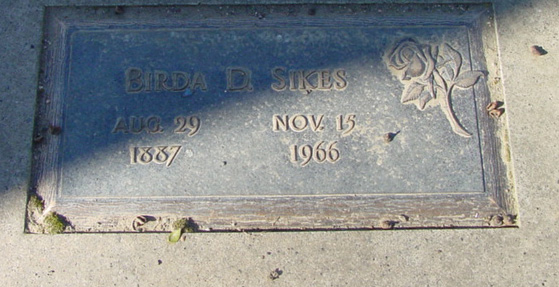 BIRDA D. SIKES
AUG. 29 NOV. 15
1887 1966